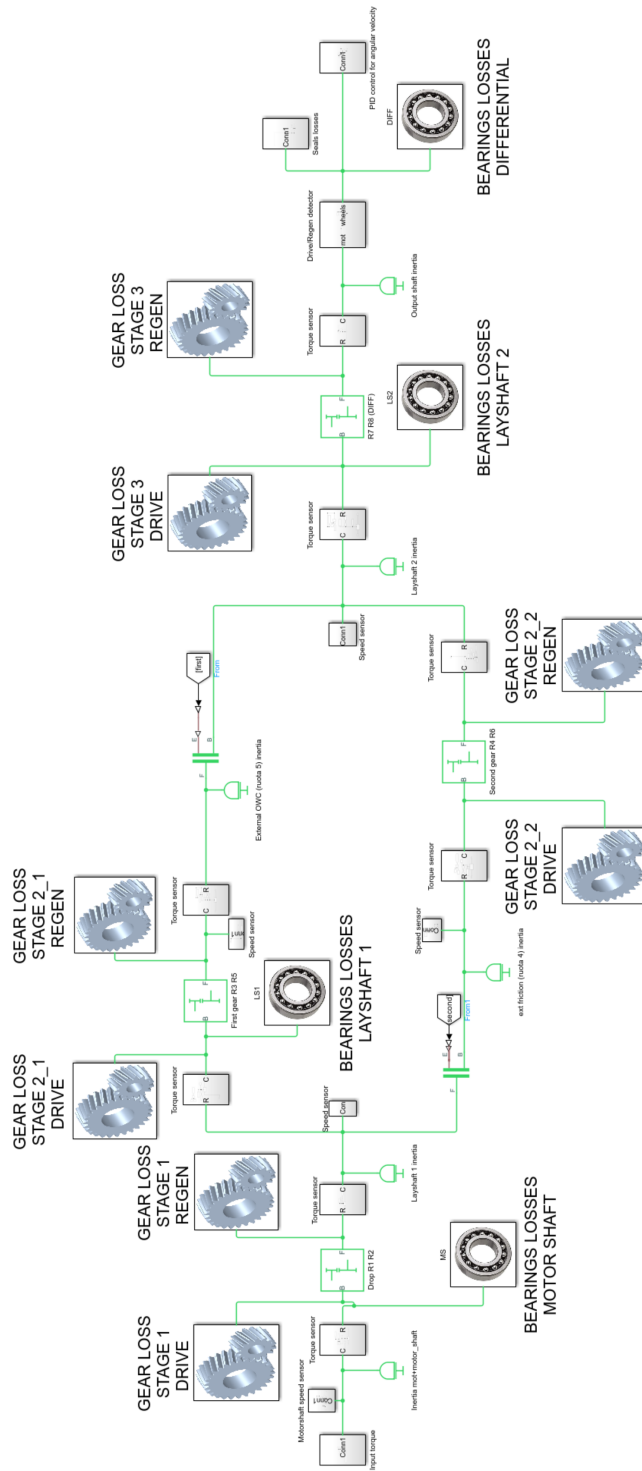 GEAR LOSS
STAGE 1
DRIVE
Motorshaft speed sensor
Conn1
Input torque
Conn1
Inertia mot+motor_shaft
Torque sensor
C
R
MS
BEARINGS LOSSES
MOTOR SHAFT
B
F
Drop R1 R2
GEAR LOSS
STAGE 1
REGEN
Torque sensor
R
C
Layshaft 1 inertia
Speed sensor
Con
GEAR LOSS
STAGE 2_1
DRIVE
Torque sensor
R
C
B
F
First gear R3 R5
LS1
BEARINGS LOSSES
LAYSHAFT 1
GEAR LOSS
STAGE 2_1
REGEN
Speed sensor
Torque sensor
C
R
External OWC (ruota 5) inertia
F
E
B
[first]
From
F
E
B
From1
ext friction (ruota 4) inertia
Speed sensor
Torque sensor
R
C
GEAR LOSS
STAGE 2_2
DRIVE
B
F
Second gear R4 R6
Torque sensor
C
R
GEAR LOSS
STAGE 2_2
REGEN
Conn1
Speed sensor
Layshaft 2 inertia
Torque sensor
C
R
GEAR LOSS
STAGE 3
DRIVE
LS2
BEARINGS LOSSES
LAYSHAFT 2
B
F
R7 R8 (DIFF)
GEAR LOSS
STAGE 3
REGEN
Torque sensor
R
C
Output shaft inertia
Drive/Regen detector
mot
wheels
Conn1
Seals losses
DIFF
BEARINGS LOSSES
DIFFERENTIAL
Conn1
PID control for angular velocity